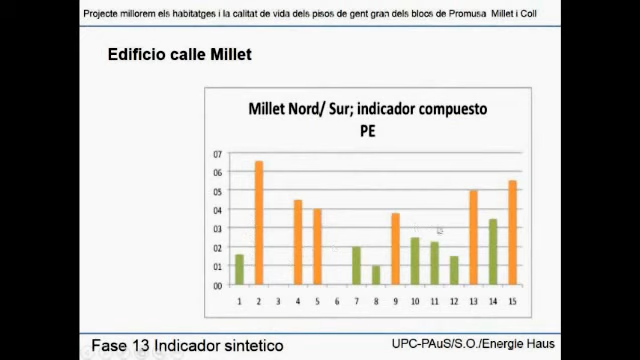 Projecte millorem els habitatges i la calitat de vida dels pisos de gent gran dels blocs de Promusa Millet i Coll
Edificio calle Millet
Millet Nord/ Sur; indicador compuesto
PE
07
06
05
04
03
02
01
00
1 2 3 4 5 6 7 8 9 10 11 12 13 14 15
Fase 13 Indicador sintetico
UPC-PAuS/S.O./Energie Haus